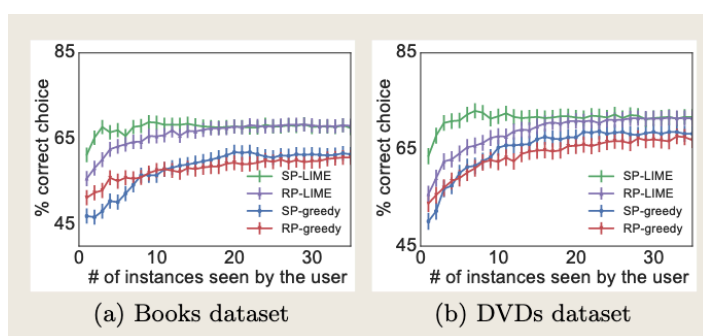 85
65
45
% correct choice
SP-LIME
RP-LIME
SP-greedy
RP-greedy
0 10 20 30
# of instances seen by the user
(a) Books dataset
85
65
45
% correct choice
SP-LIME
RP-LIME
SP-greedy
RP-greedy
0 10 20 30
# of instances seen by the user
(b) DVDs dataset